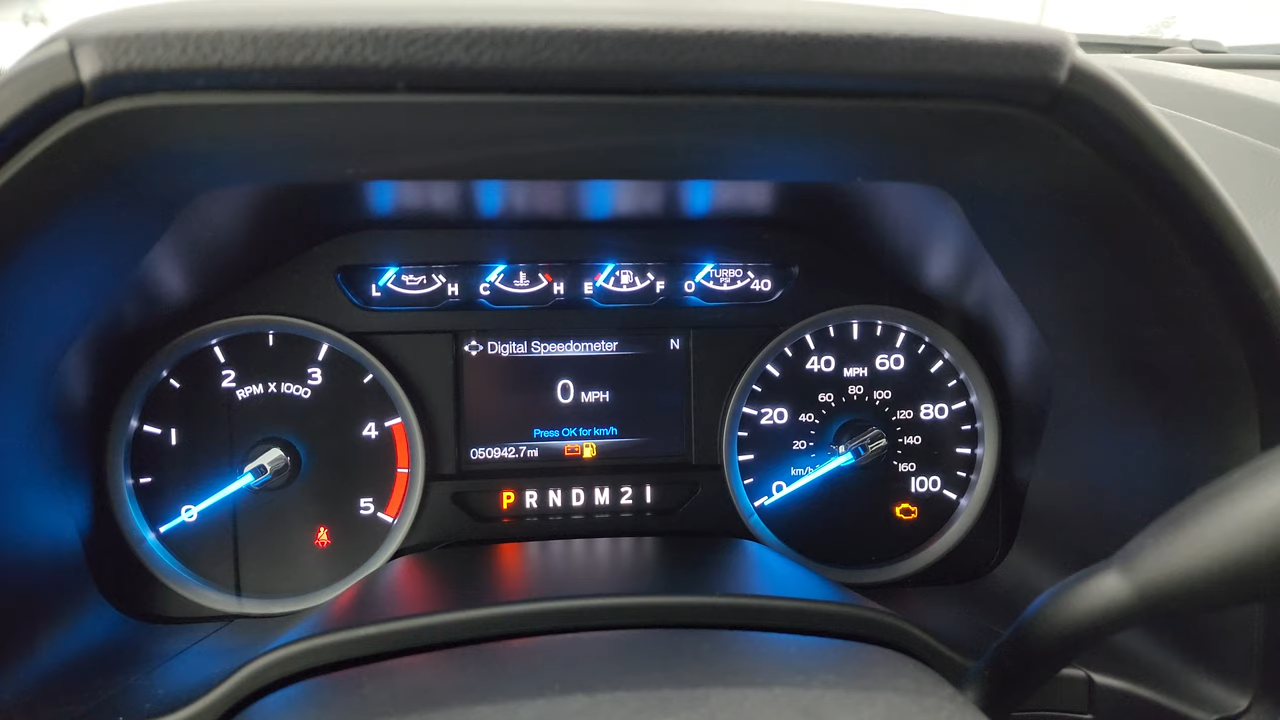 L H C H E F 0 TURBO PSI 40
Digital Speedometer N
0 MPH
Press OK for km/h
050942.7mi
P R N D M 2 1
0 1 2 3 4 5
RPM X 1000
0 20 40 60 80 100
MPH
km/h 20 40 60 80 100 120 140 160